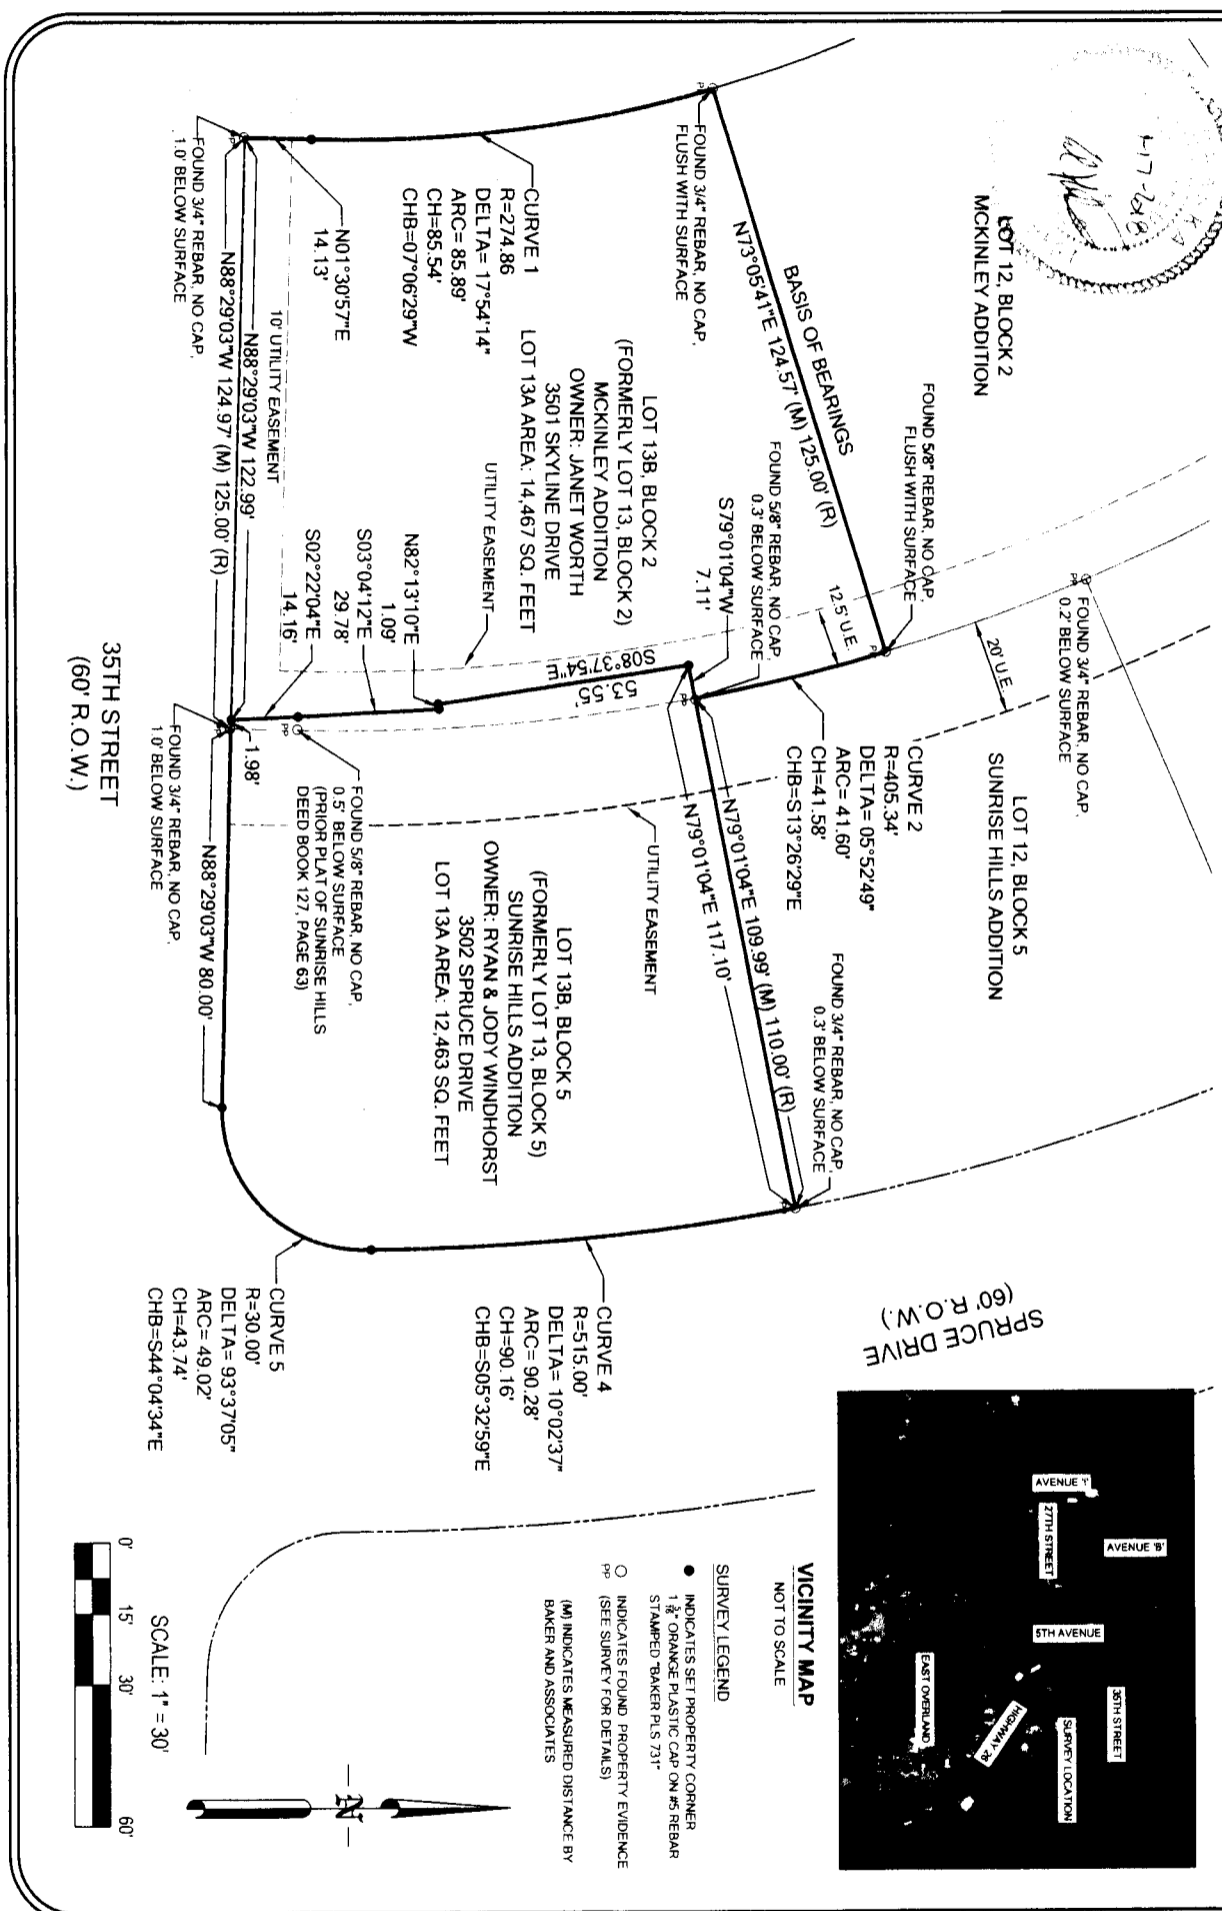 LOT 12, BLOCK 2
MCKINLEY ADDITION
BASIS OF BEARINGS
N73°05'41"E 124.57' (M) 125.00' (R)
FOUND 3/4" REBAR, NO CAP,
FLUSH WITH SURFACE
FOUND 5/8" REBAR, NO CAP,
FLUSH WITH SURFACE
FOUND 3/4" REBAR, NO CAP,
0.2' BELOW SURFACE
20' U.E.
12.5' U.E.
LOT 12, BLOCK 5
SUNRISE HILLS ADDITION
FOUND 5/8" REBAR, NO CAP,
0.3' BELOW SURFACE
S79°01'04"W
7.11'
CURVE 2
R=405.34'
DELTA= 05°52'49"
ARC= 41.60'
CH=41.58'
CHB=S13°26'29"E
FOUND 3/4" REBAR, NO CAP,
0.3' BELOW SURFACE
N79°01'04"E 109.99' (M) 110.00' (R)
N79°01'04"E 117.10'
CURVE 1
R=274.86
DELTA= 17°54'14"
ARC= 85.89'
CH=85.54'
CHB=07°06'29"W
LOT 13B, BLOCK 2
(FORMERLY LOT 13, BLOCK 2)
MCKINLEY ADDITION
OWNER: JANET WORTH
3501 SKYLINE DRIVE
LOT 13A AREA: 14,467 SQ. FEET
UTILITY EASEMENT
S08°37'54"E
53.55'
UTILITY EASEMENT
LOT 13B, BLOCK 5
(FORMERLY LOT 13, BLOCK 5)
SUNRISE HILLS ADDITION
OWNER: RYAN & JODY WINDHORST
3502 SPRUCE DRIVE
LOT 13A AREA: 12,463 SQ. FEET
N82°13'10"E
1.09'
S03°04'12"E
29.78'
S02°22'04"E
14.16'
N01°30'57"E
14.13'
10' UTILITY EASEMENT
N88°29'03"W 122.99'
N88°29'03"W 124.97' (M) 125.00' (R)
FOUND 3/4" REBAR, NO CAP,
1.0' BELOW SURFACE
1.98'
FOUND 5/8" REBAR, NO CAP,
0.5' BELOW SURFACE
(PRIOR PLAT OF SUNRISE HILLS
DEED BOOK 127, PAGE 63)
FOUND 3/4" REBAR, NO CAP,
1.0' BELOW SURFACE
N88°29'03"W 80.00'
35TH STREET
(60' R.O.W.)
CURVE 4
R=515.00'
DELTA= 10°02'37"
ARC= 90.28'
CH=90.16'
CHB=S05°32'59"E
CURVE 5
R=30.00'
DELTA= 93°37'05"
ARC= 49.02'
CH=43.74'
CHB=S44°04'34"E
SPRUCE DRIVE
(60' R.O.W.)
AVENUE 'I'
27TH STREET
AVENUE 'B'
5TH AVENUE
EAST OVERLAND
HIGHWAY 26
35TH STREET
SURVEY LOCATION
VICINITY MAP
NOT TO SCALE
SURVEY LEGEND
INDICATES SET PROPERTY CORNER
1 5/16" ORANGE PLASTIC CAP ON #5 REBAR
STAMPED "BAKER PLS 731"
INDICATES FOUND PROPERTY EVIDENCE
PP (SEE SURVEY FOR DETAILS)
(M) INDICATES MEASURED DISTANCE BY
BAKER AND ASSOCIATES
N
SCALE: 1" = 30'
0' 15' 30' 60'